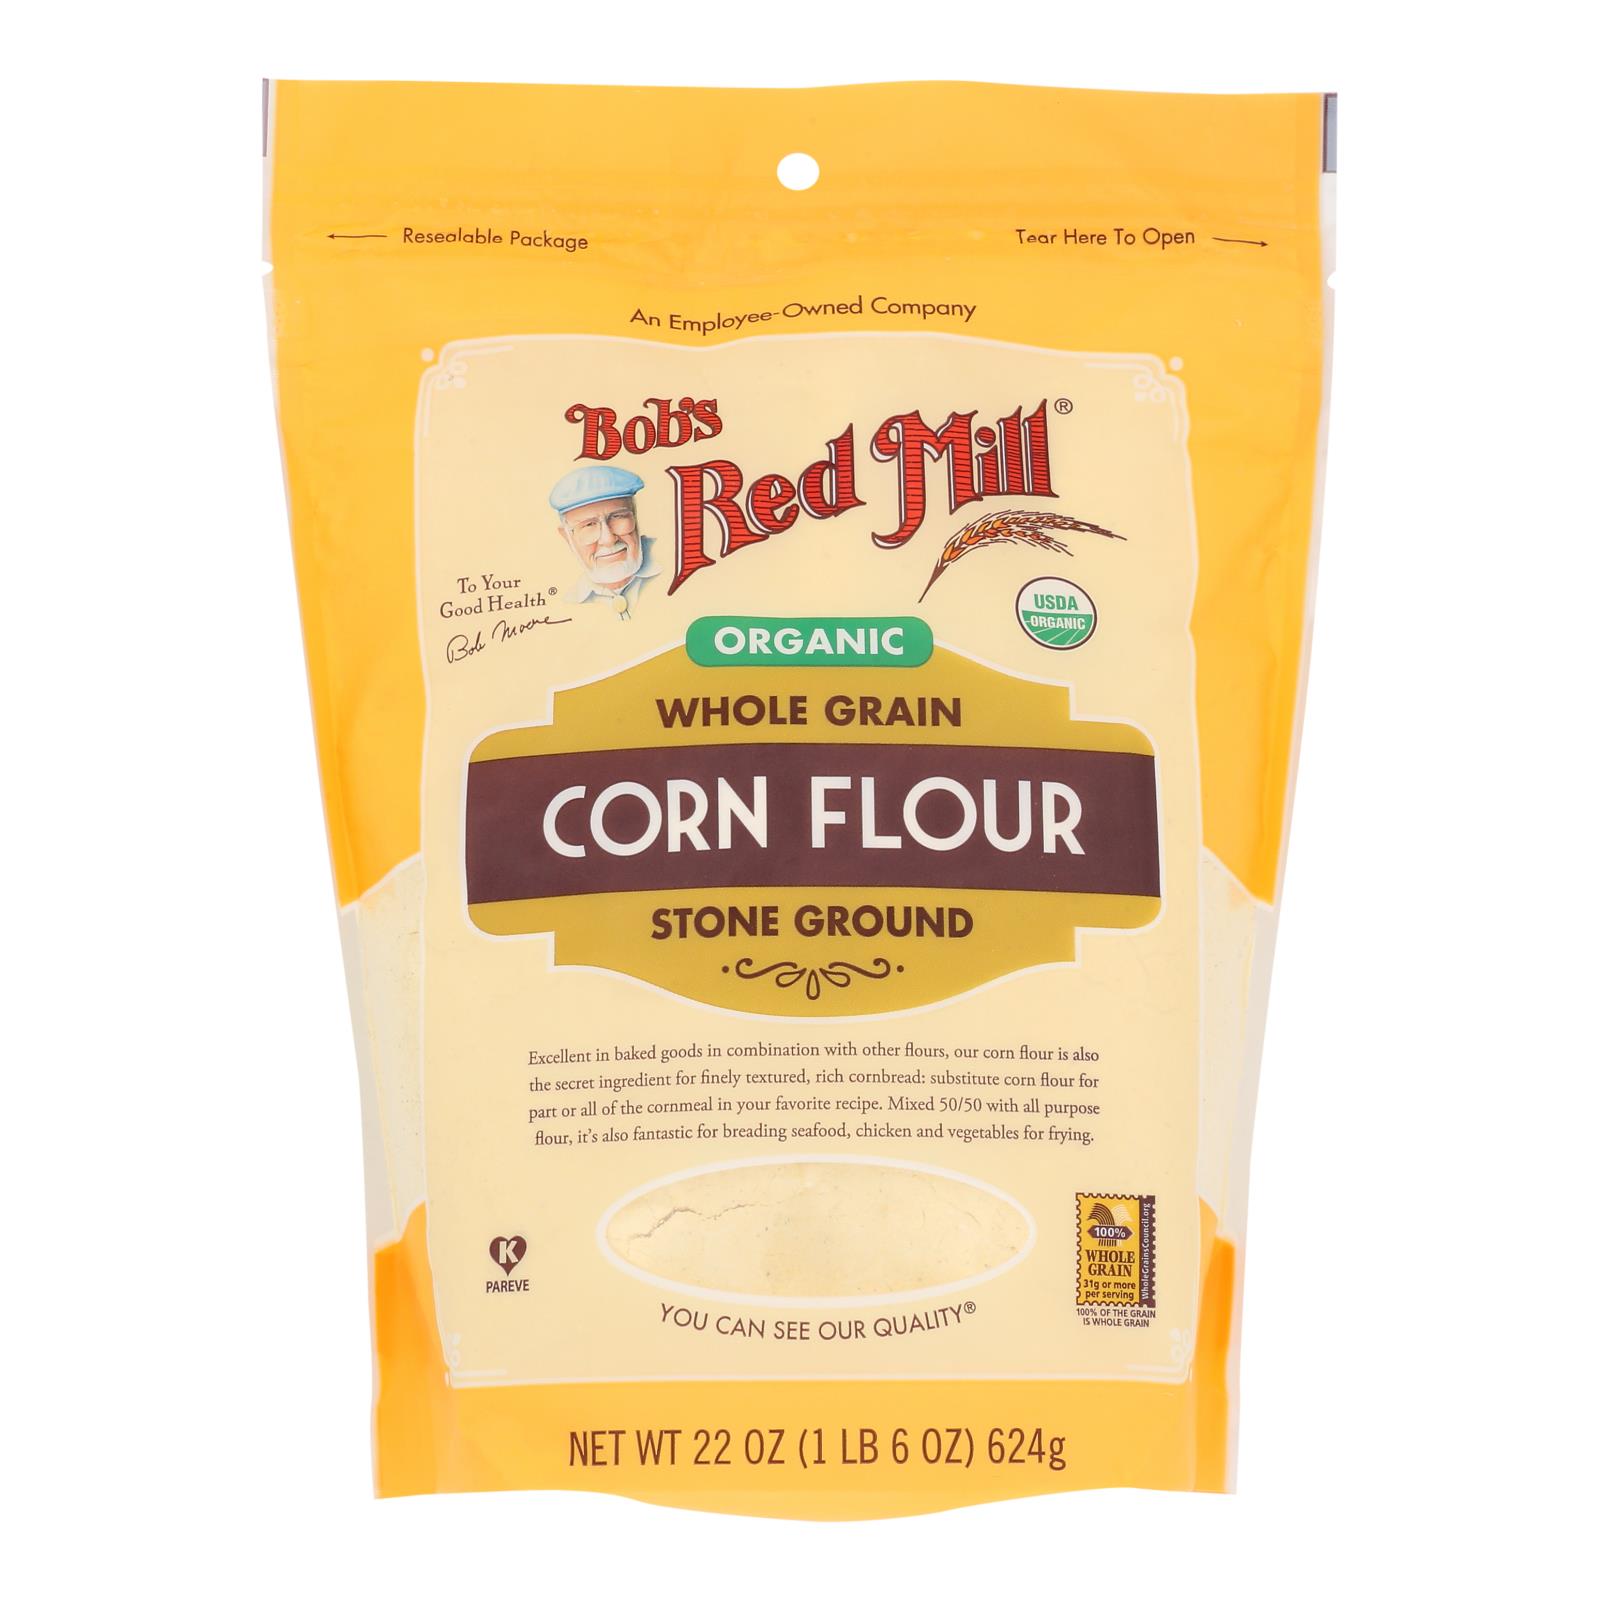 Resealable Package
Tear Here To Open
An Employee-Owned Company
Bob's
Red Mill®
To Your
Good Health®
Bob Moore
USDA
ORGANIC
ORGANIC
WHOLE GRAIN
CORN FLOUR
STONE GROUND
Excellent in baked goods in combination with other flours, our corn flour is also
the secret ingredient for finely textured, rich cornbread: substitute corn flour for
part or all of the cornmeal in your favorite recipe. Mixed 50/50 with all purpose
flour, it's also fantastic for breading seafood, chicken and vegetables for frying.
K
PAREVE
YOU CAN SEE OUR QUALITY®
100%
WHOLE
GRAIN
31g or more
per serving
WholeGrainsCouncil.org
100% OF THE GRAIN
IS WHOLE GRAIN
NET WT 22 OZ (1 LB 6 OZ) 624g